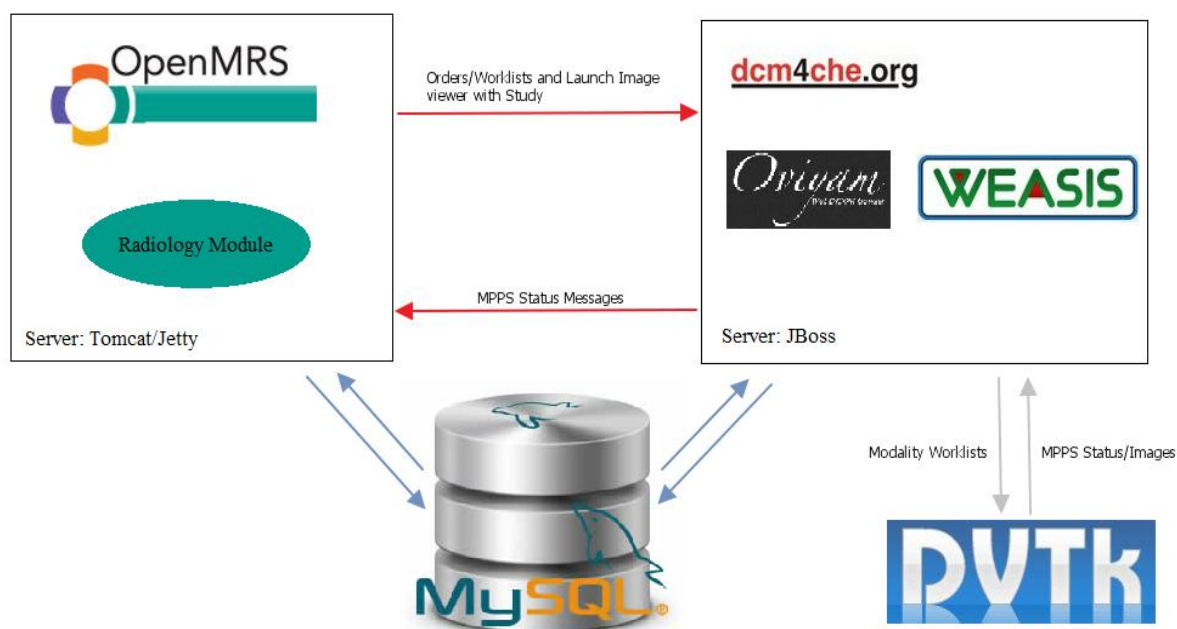 OpenMRS
Radiology Module
Server: Tomcat/Jetty
Orders/Worklists and Launch Image
viewer with Study
MPPS Status Messages
dcm4che.org
Oviyam
WEASIS
Server: JBoss
MySQL®
Modality Worklists
MPPS Status/Images
DVTk